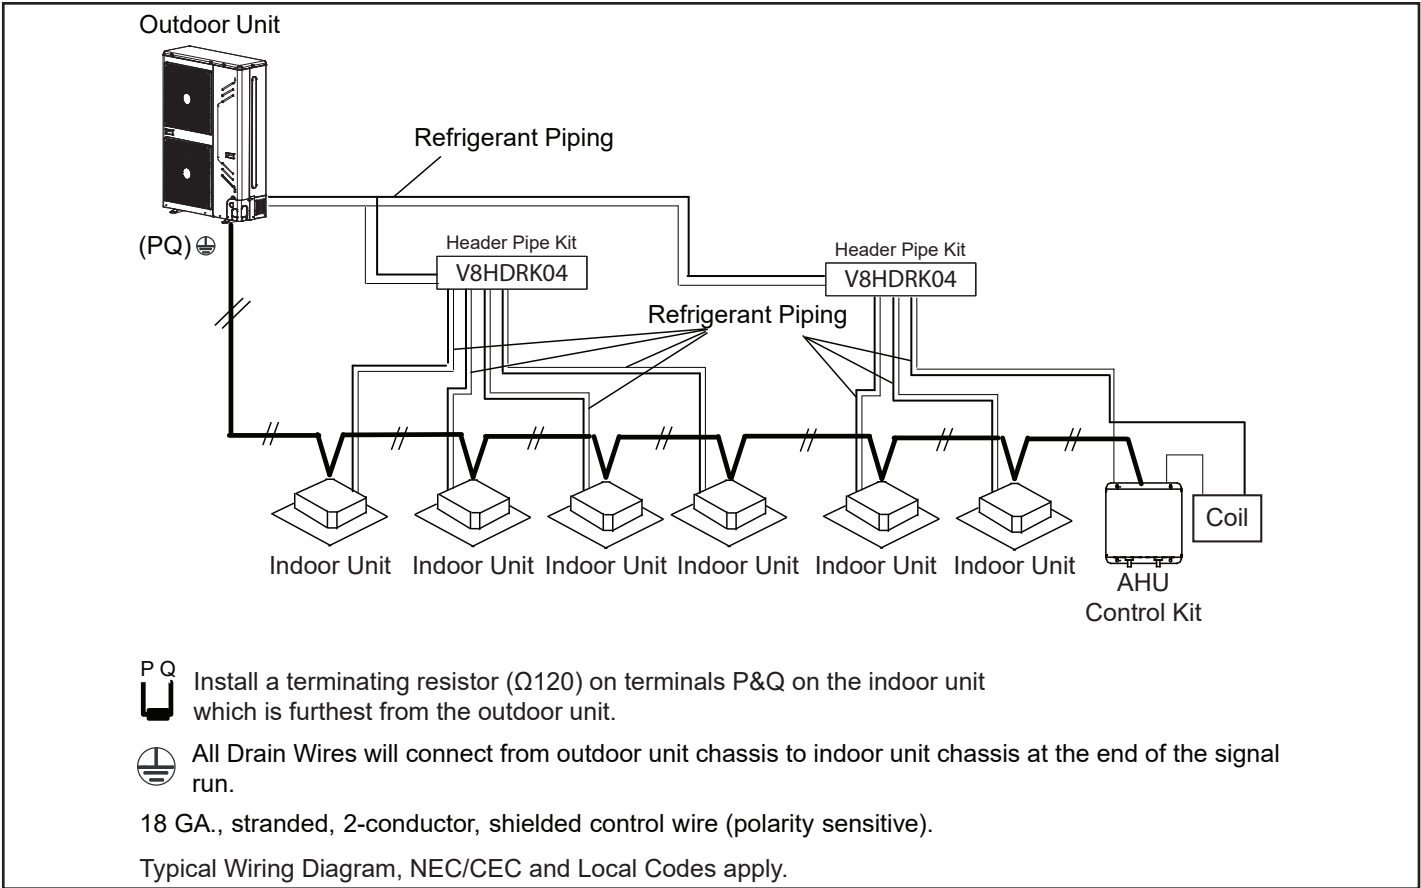 Outdoor Unit
Refrigerant Piping
(PQ)
Header Pipe Kit
V8HDRK04
Header Pipe Kit
V8HDRK04
Refrigerant Piping
Indoor Unit
Indoor Unit
Indoor Unit
Indoor Unit
Indoor Unit
Indoor Unit
Coil
AHU
Control Kit
P Q
Install a terminating resistor (Ω120) on terminals P&Q on the indoor unit
which is furthest from the outdoor unit.
All Drain Wires will connect from outdoor unit chassis to indoor unit chassis at the end of the signal
run.
18 GA., stranded, 2-conductor, shielded control wire (polarity sensitive).
Typical Wiring Diagram, NEC/CEC and Local Codes apply.